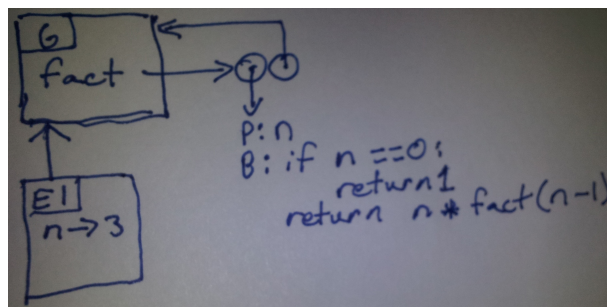 G
fact
P: n
B: if n == 0:
return 1
return n * fact(n-1)
E1
n → 3